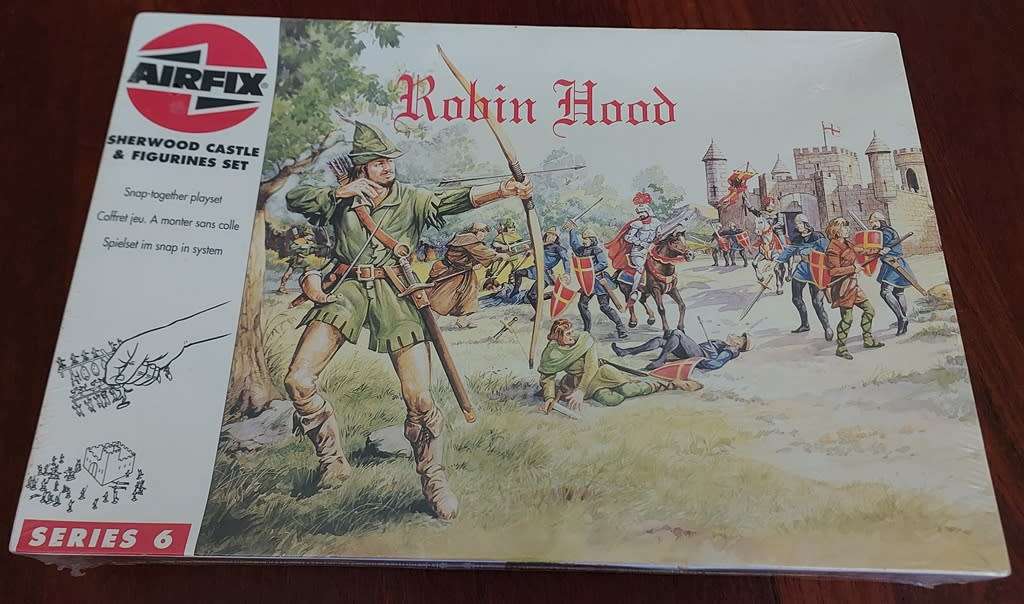 AIRFIX
SHERWOOD CASTLE
& FIGURINES SET
Snap-together playset
Coffret jeu. A monter sans colle
Spielset im snap in system
SERIES 6
Robin Hood